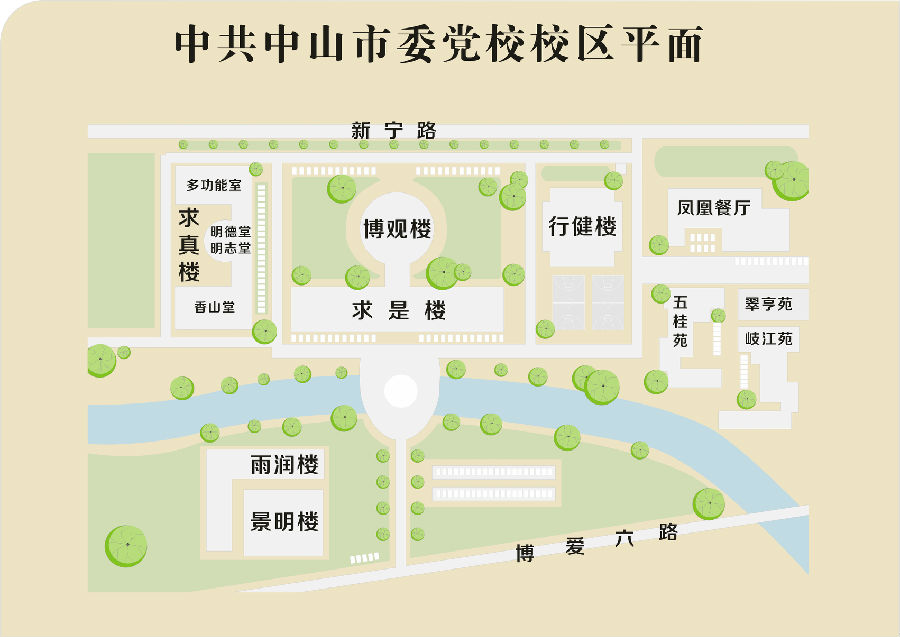 中共中山市委党校校区平面
新宁路
多功能室
求真楼
明德堂
明志堂
香山堂
博观楼
求是楼
行健楼
凤凰餐厅
五桂苑
翠亨苑
岐江苑
雨润楼
景明楼
博爱六路